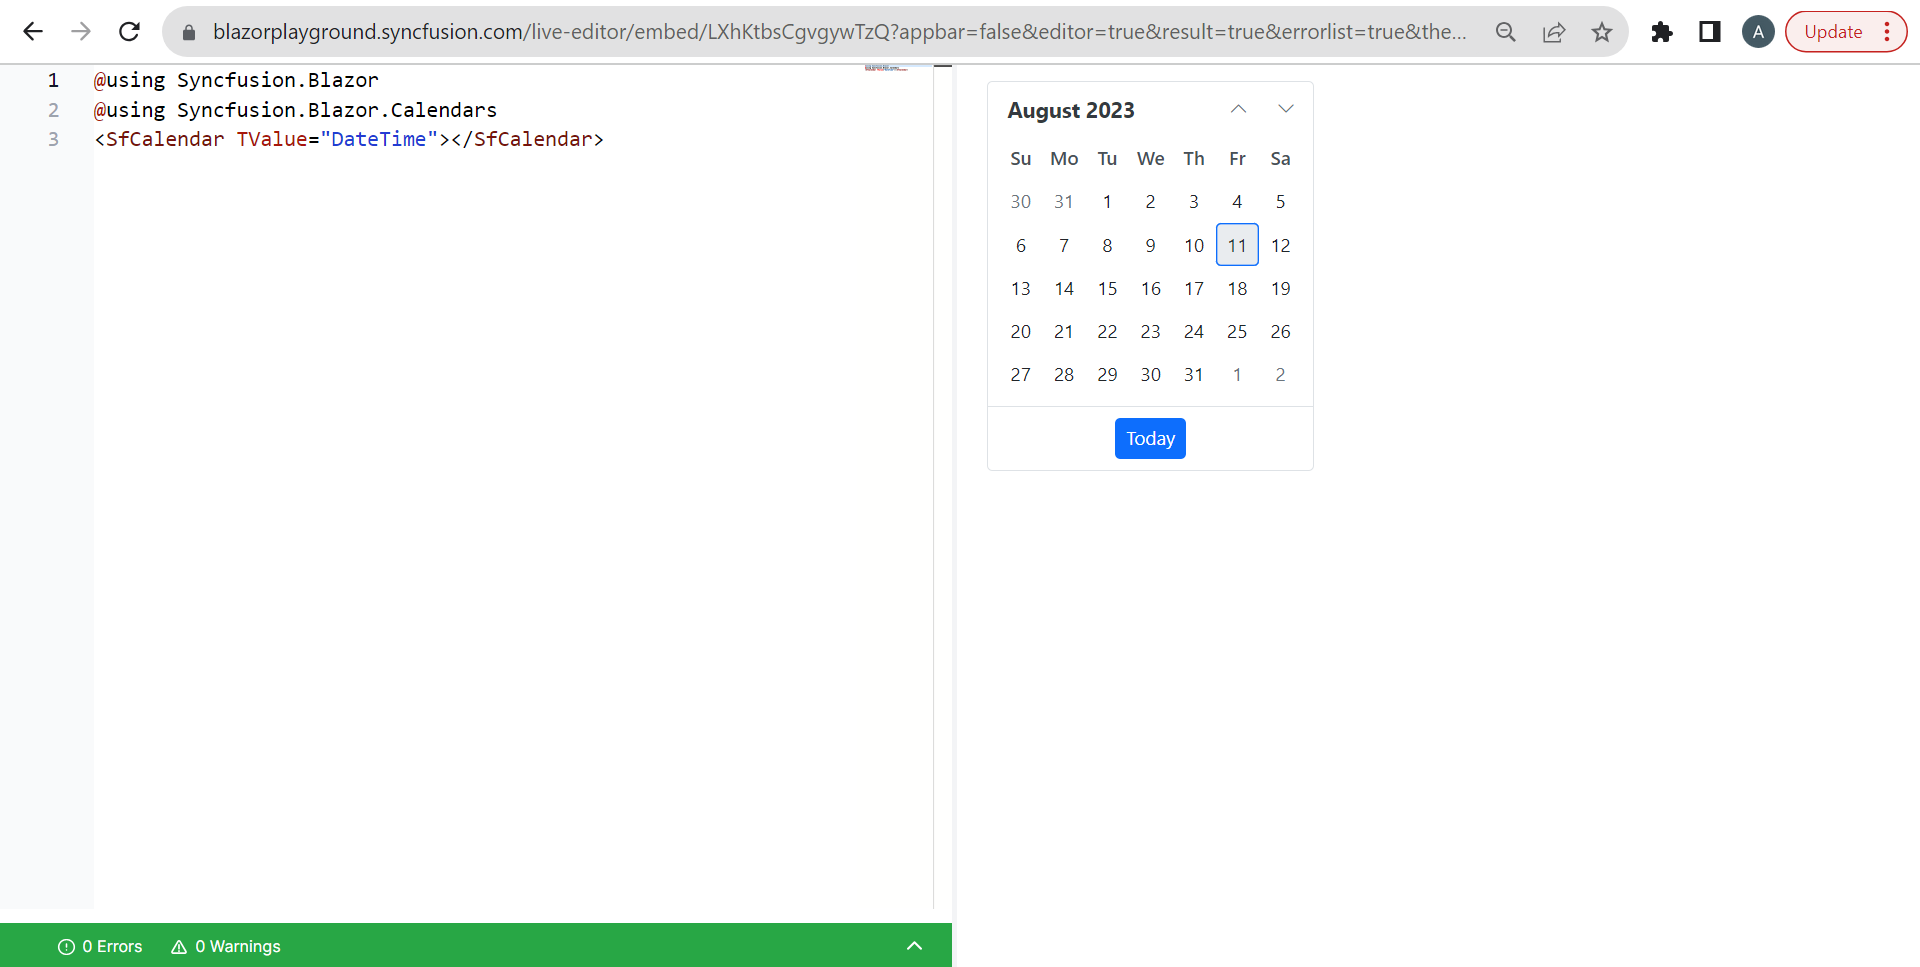 blazorplayground.syncfusion.com/live-editor/embed/LXhKtbsCgvgywTzQ?appbar=false&editor=true&result=true&errorlist=true&the...
A
Update
1 @using Syncfusion.Blazor
2 @using Syncfusion.Blazor.Calendars
3 <SfCalendar TValue="DateTime"></SfCalendar>
August 2023
Su Mo Tu We Th Fr Sa
30 31 1 2 3 4 5
6 7 8 9 10 11 12
13 14 15 16 17 18 19
20 21 22 23 24 25 26
27 28 29 30 31 1 2
Today
0 Errors 0 Warnings